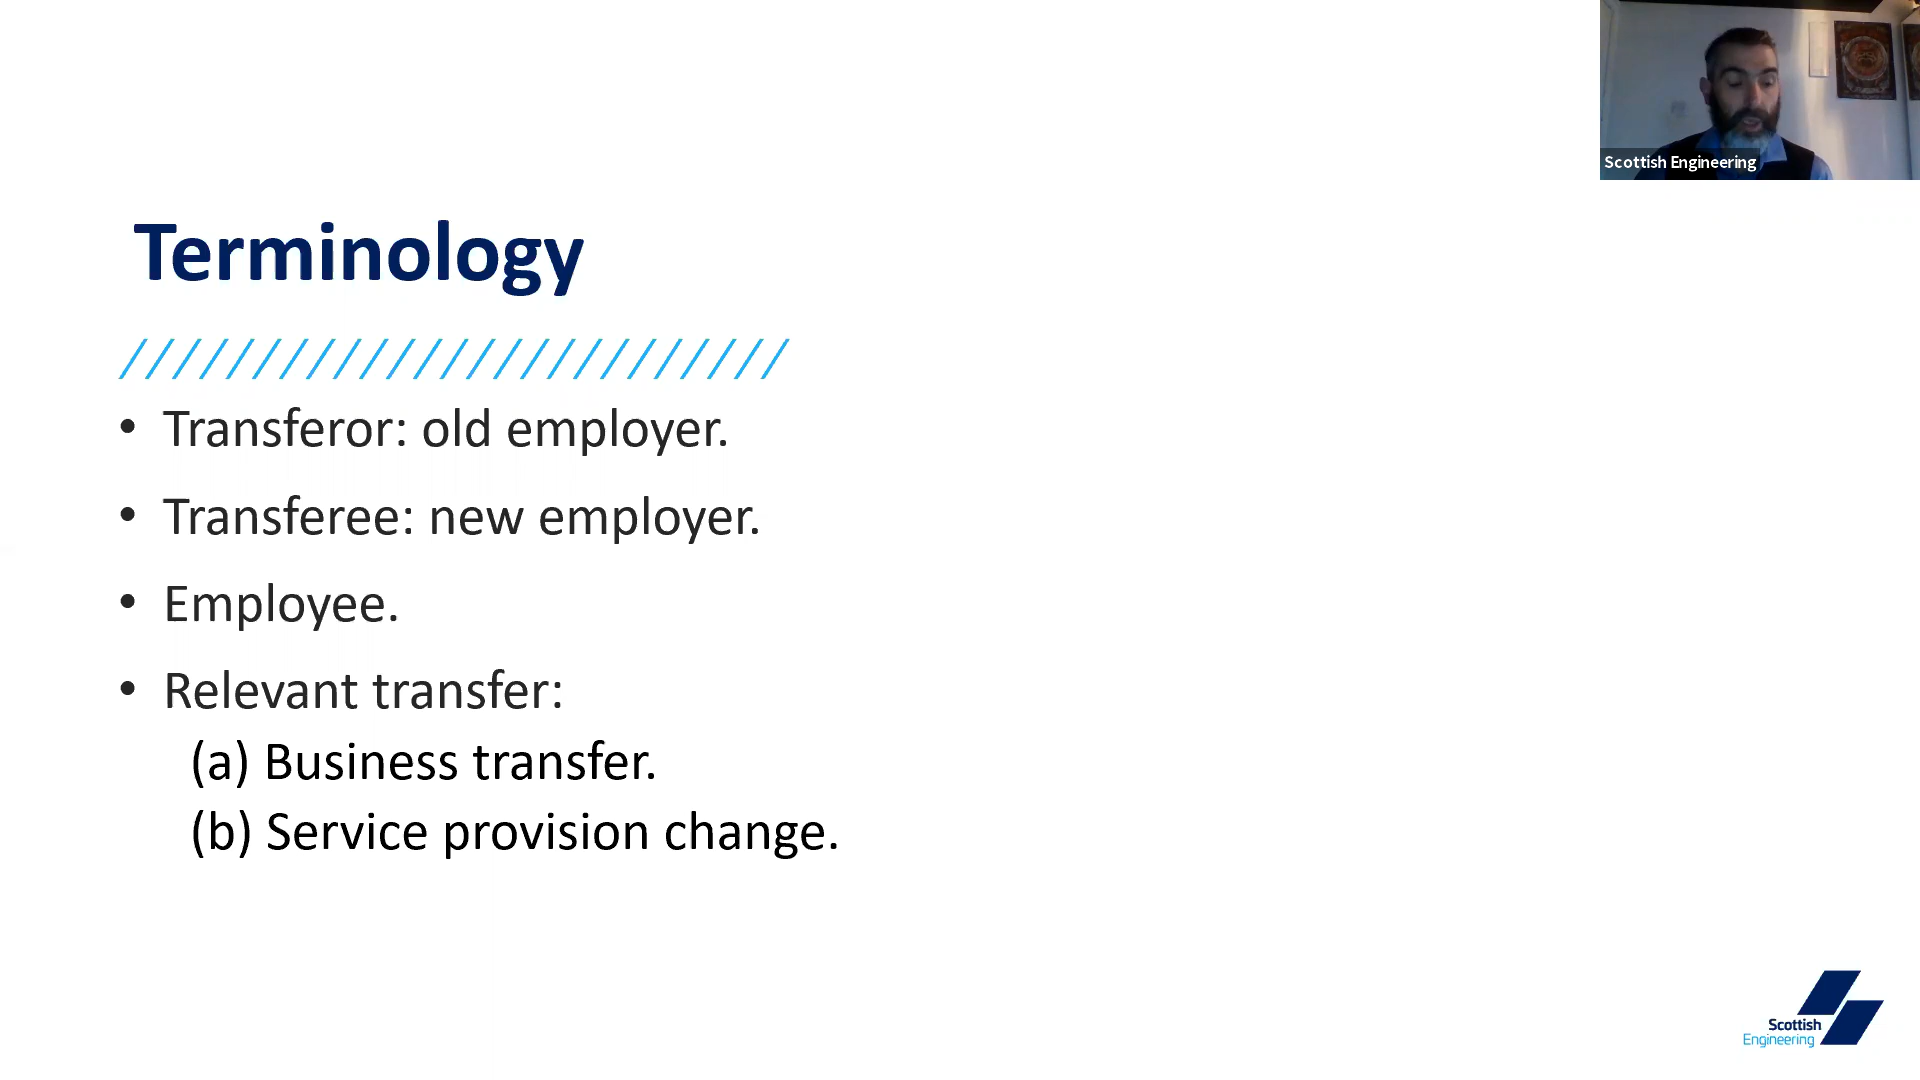 Scottish Engineering
Terminology
• Transferor: old employer.
• Transferee: new employer.
• Employee.
• Relevant transfer:
(a) Business transfer.
(b) Service provision change.
Scottish
Engineering